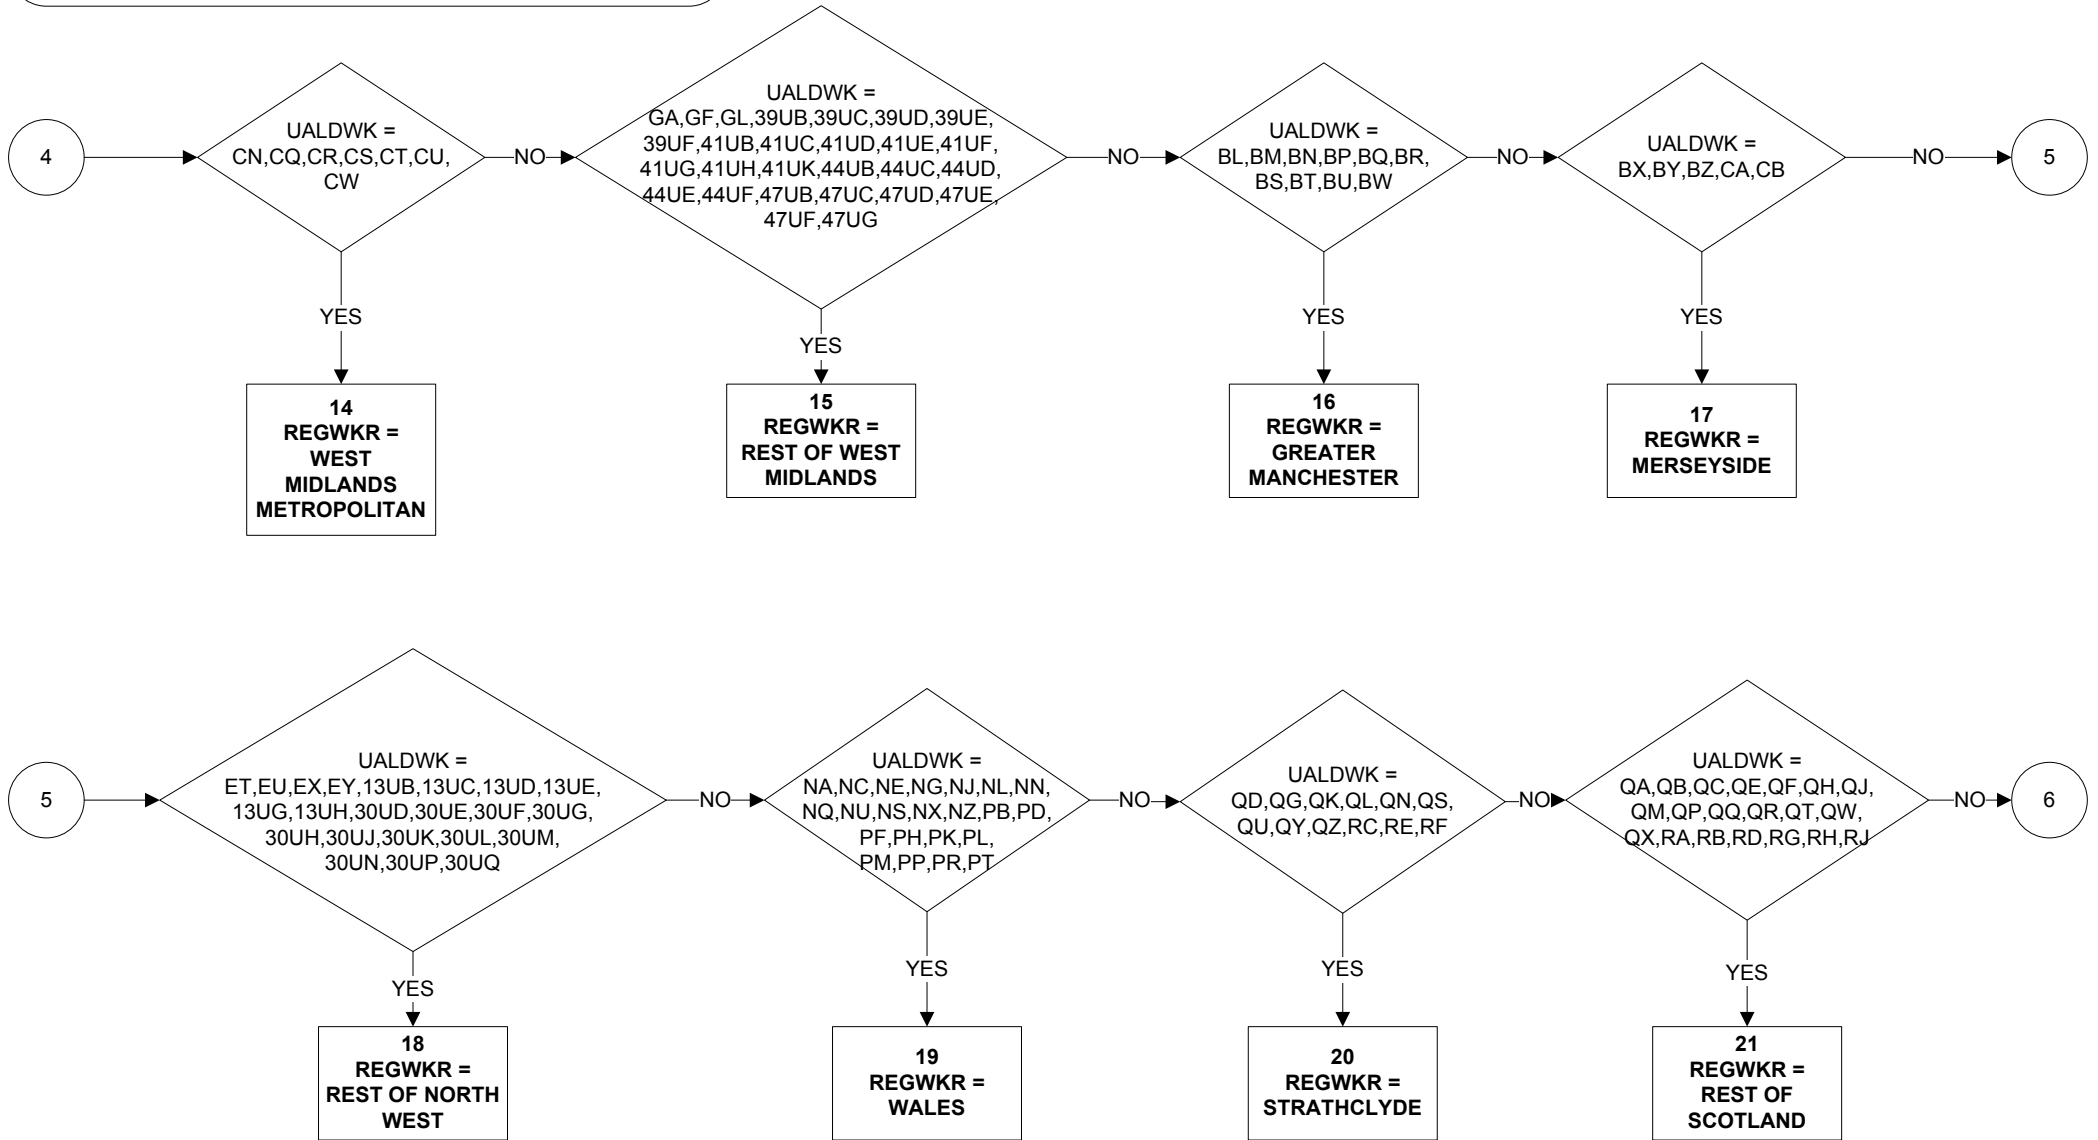 4
UALDWK =
CN,CQ,CR,CS,CT,CU,
CW
NO
UALDWK =
GA,GF,GL,39UB,39UC,39UD,39UE,
39UF,41UB,41UC,41UD,41UE,41UF,
41UG,41UH,41UK,44UB,44UC,44UD,
44UE,44UF,47UB,47UC,47UD,47UE,
47UF,47UG
NO
UALDWK =
BL,BM,BN,BP,BQ,BR,
BS,BT,BU,BW
NO
UALDWK =
BX,BY,BZ,CA,CB
NO
5
YES
YES
YES
YES
14
REGWKR =
WEST
MIDLANDS
METROPOLITAN
15
REGWKR =
REST OF WEST
MIDLANDS
16
REGWKR =
GREATER
MANCHESTER
17
REGWKR =
MERSEYSIDE
5
UALDWK =
ET,EU,EX,EY,13UB,13UC,13UD,13UE,
13UG,13UH,30UD,30UE,30UF,30UG,
30UH,30UJ,30UK,30UL,30UM,
30UN,30UP,30UQ
NO
UALDWK =
NA,NC,NE,NG,NJ,NL,NN,
NQ,NU,NS,NX,NZ,PB,PD,
PF,PH,PK,PL,
PM,PP,PR,PT
NO
UALDWK =
QD,QG,QK,QL,QN,QS,
QU,QY,QZ,RC,RE,RF
NO
UALDWK =
QA,QB,QC,QE,QF,QH,QJ,
QM,QP,QQ,QR,QT,QW,
QX,RA,RB,RD,RG,RH,RJ
NO
6
YES
YES
YES
YES
18
REGWKR =
REST OF NORTH
WEST
19
REGWKR =
WALES
20
REGWKR =
STRATHCLYDE
21
REGWKR =
REST OF
SCOTLAND